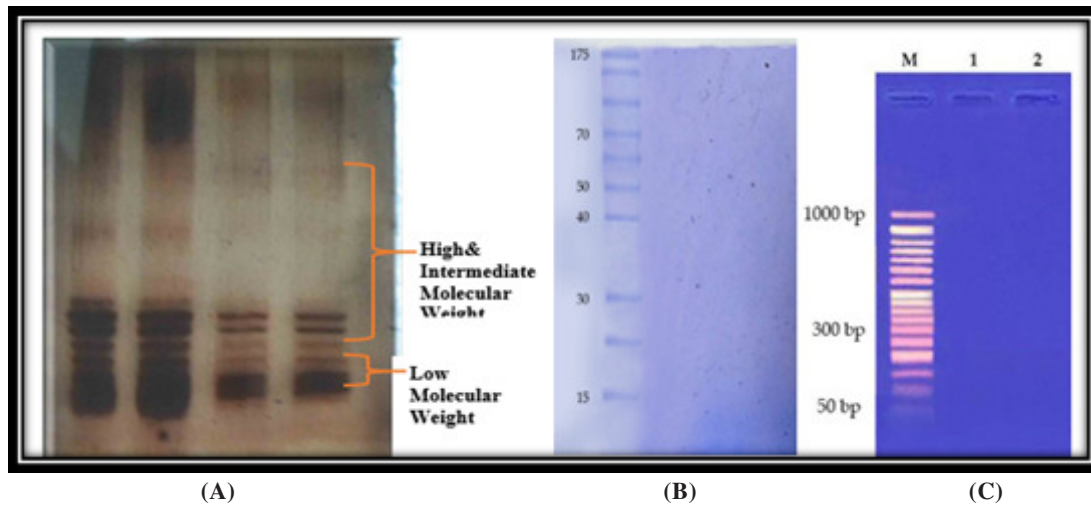 High&
Intermediate
Molecular
Weight
Low
Molecular
Weight
175
70
50
40
30
15
M 1 2
1000 bp
300 bp
50 bp
(A) (B) (C)